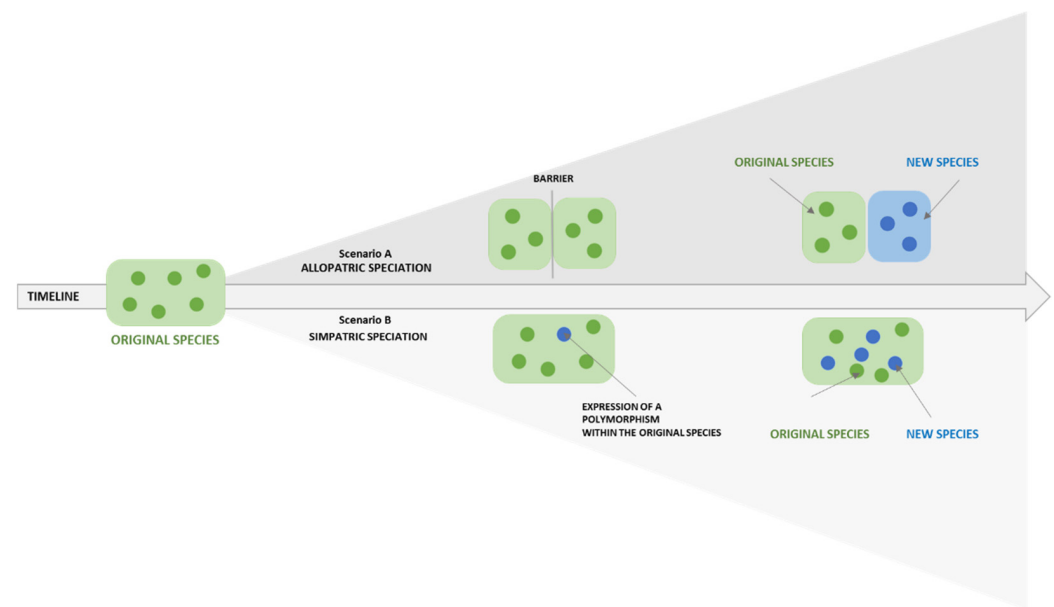 ORIGINAL SPECIES
NEW SPECIES
BARRIER
Scenario A
ALLOPATRIC SPECIATION
TIMELINE
Scenario B
SIMPATRIC SPECIATION
ORIGINAL SPECIES
EXPRESSION OF A
POLYMORPHISM
WITHIN THE ORIGINAL SPECIES
ORIGINAL SPECIES
NEW SPECIES